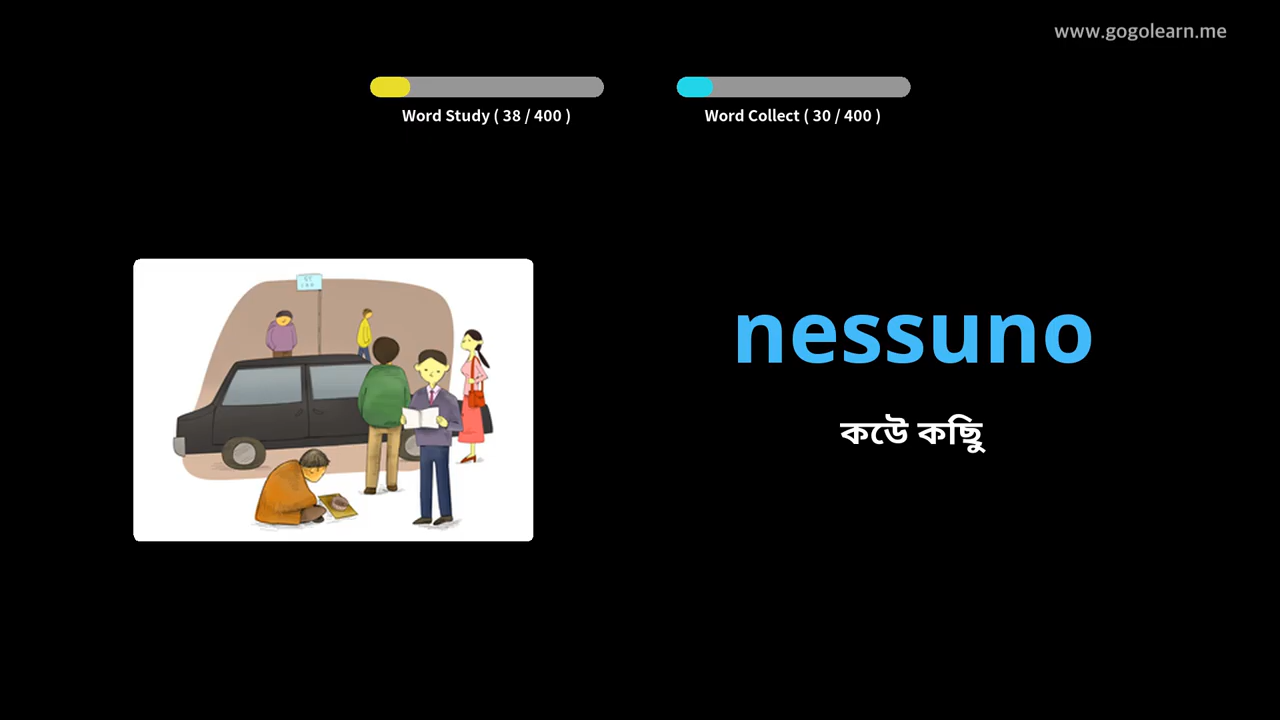 www.gogolearn.me
Word Study ( 38 / 400 )
Word Collect ( 30 / 400 )
nessuno
কউে কছিু